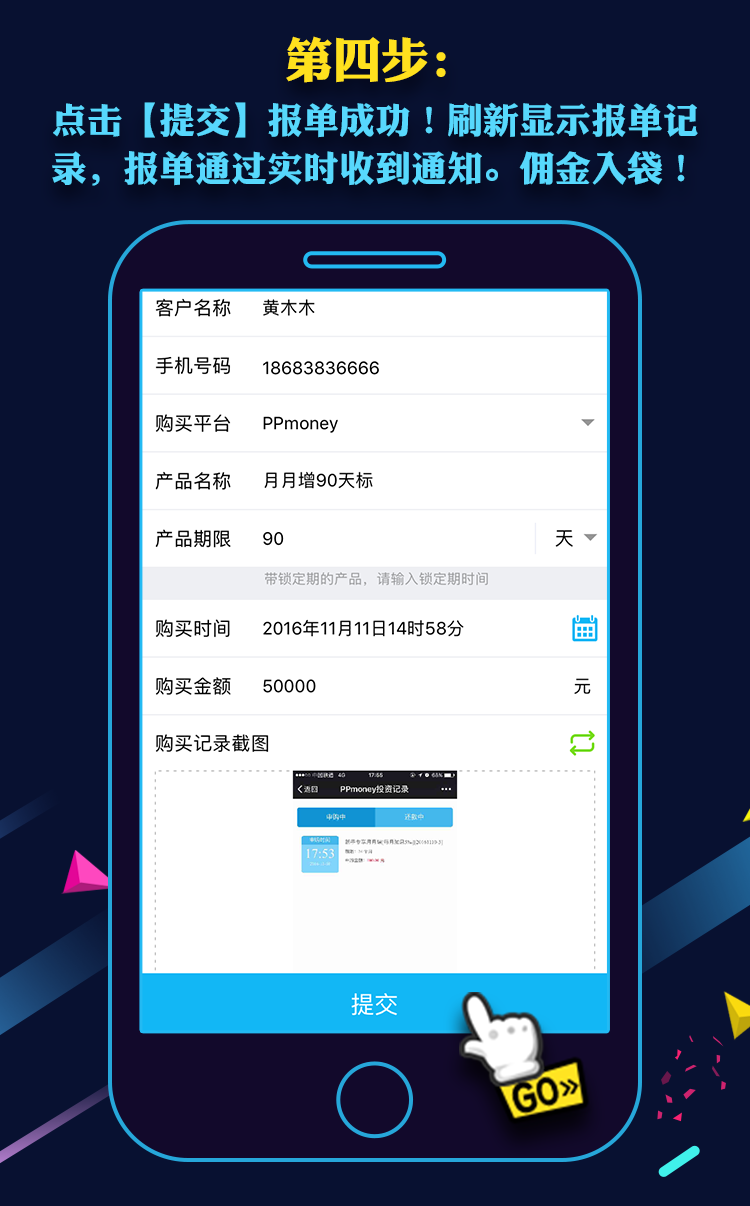 第四步：
点击【提交】报单成功！刷新显示报单记
录，报单通过实时收到通知。佣金入袋！
客户名称 黄木木
手机号码 18683836666
购买平台 PPmoney
产品名称 月月增90天标
产品期限 90 天
带锁定期的产品，请输入锁定期时间
购买时间 2016年11月11日14时58分
购买金额 50000 元
购买记录截图
4G 17:55 68%
返回 PPmoney投资记录
申购中 还款中
17:53
提交
GO»